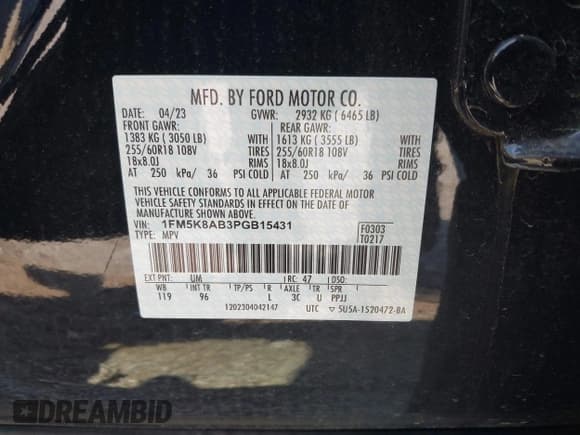 MFD. BY FORD MOTOR CO.
DATE: 04/23 GVWR: 2932 KG ( 6465 LB)
FRONT GAWR: REAR GAWR:
1383 KG ( 3050 LB) WITH 1613 KG ( 3555 LB) WITH
255/60R18 108V TIRES 255/60R18 108V TIRES
18x8.0J RIMS 18x8.0J RIMS
AT 250 kPa/ 36 PSI COLD AT 250 kPa/ 36 PSI COLD
THIS VEHICLE CONFORMS TO ALL APPLICABLE FEDERAL MOTOR
VEHICLE SAFETY STANDARDS IN EFFECT ON THE DATE OF
MANUFACTURE SHOWN ABOVE.
VIN: 1FM5K8AB3PGB15431 F0303
TYPE: MPV T0217
EXT PNT: UM RC: 47 DSO:
WB INT TR TP/PS R AXLE TR SPR
119 96 L 3C U PPJJ
1202304042147 UTC ▽ 5U5A-1520472-BA
DREAMBID